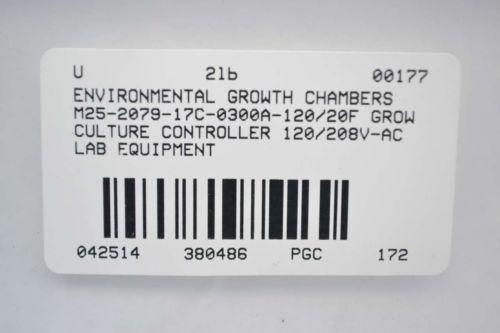 U 2lb 00177
ENVIRONMENTAL GROWTH CHAMBERS
M25-2079-17C-0300A-120/20F GROW
CULTURE CONTROLLER 120/208V-AC
LAB EQUIPMENT
042514 380486 PGC 172